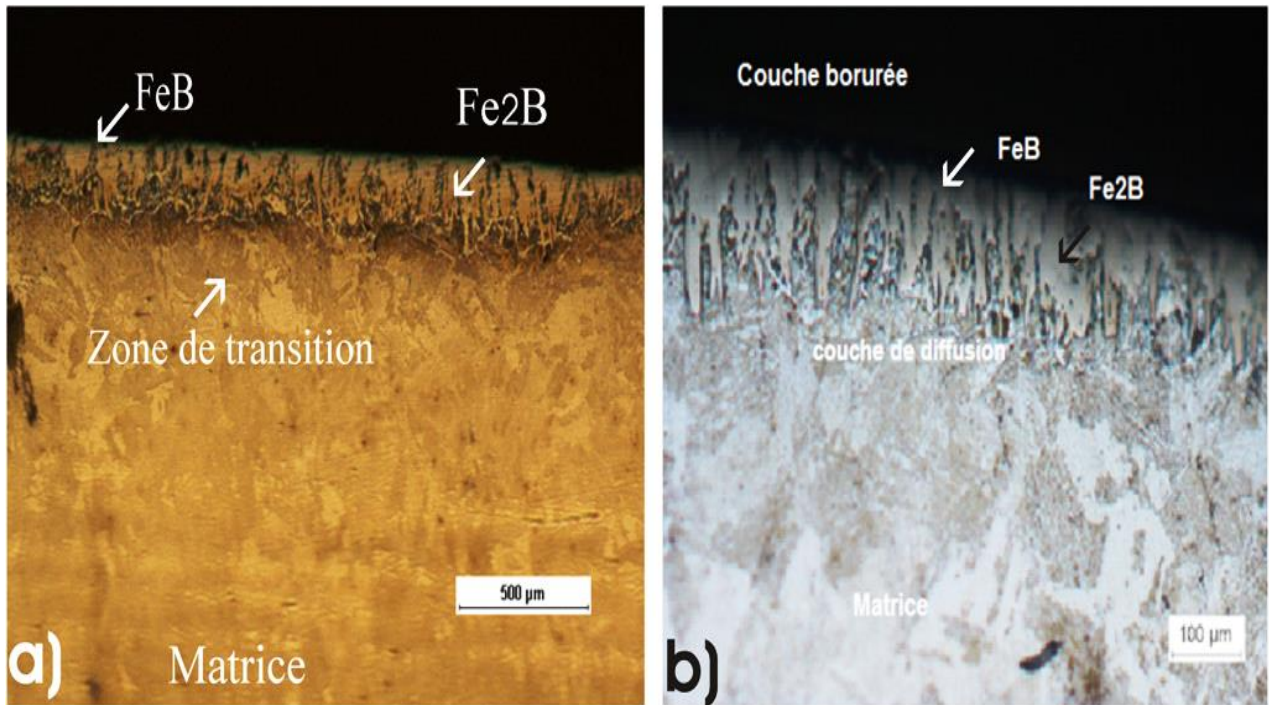 FeB
Fe2B
Zone de transition
500 µm
Matrice
a)
Couche borurée
FeB
Fe2B
couche de diffusion
Matrice
100 µm
b)